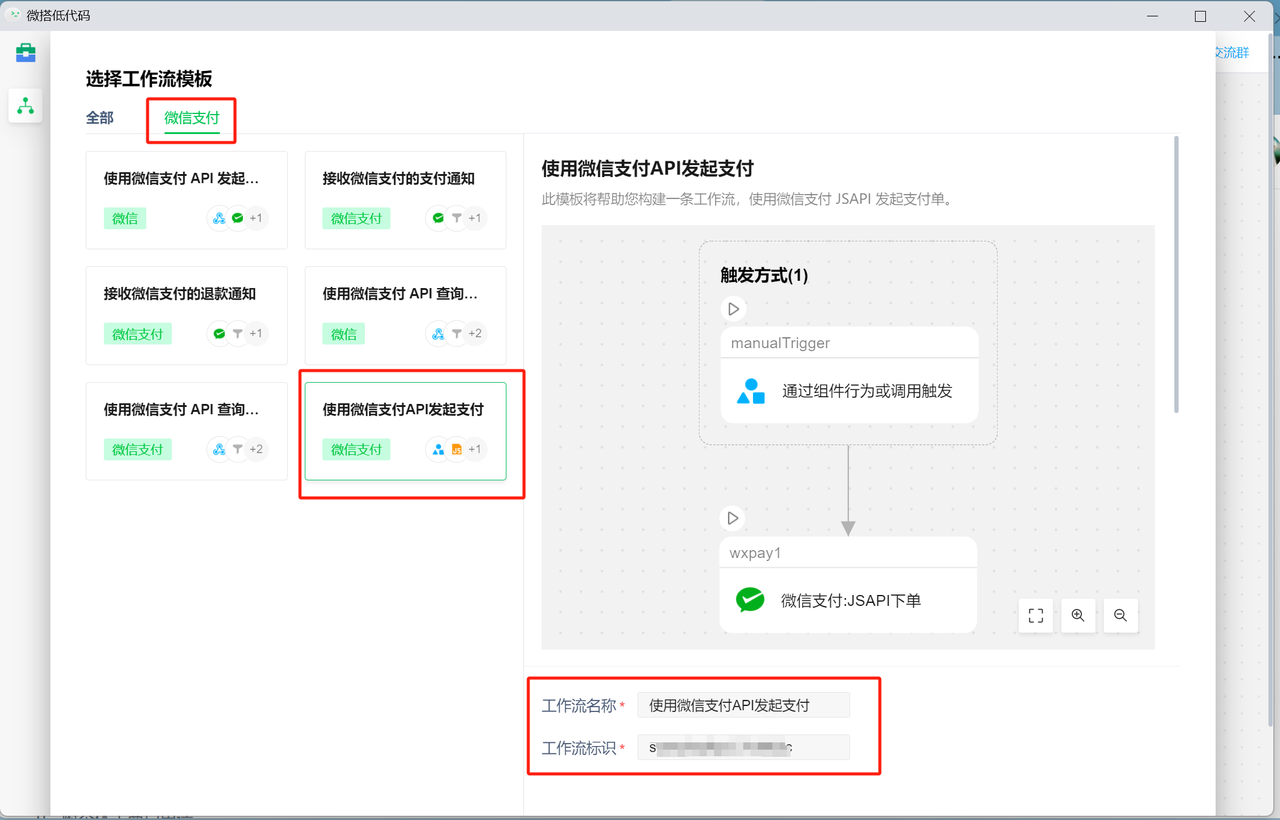 微搭低代码
交流群
选择工作流模板
全部
微信支付
使用微信支付 API 发起...
微信
+1
接收微信支付的支付通知
微信支付
+1
接收微信支付的退款通知
微信支付
+1
使用微信支付 API 查询...
微信
+2
使用微信支付 API 查询...
微信支付
+2
使用微信支付API发起支付
微信支付
JS
+1
使用微信支付API发起支付
此模板将帮助您构建一条工作流，使用微信支付 JSAPI 发起支付单。
触发方式(1)
manualTrigger
通过组件行为或调用触发
wxpay1
微信支付:JSAPI下单
工作流名称*
使用微信支付API发起支付
工作流标识*